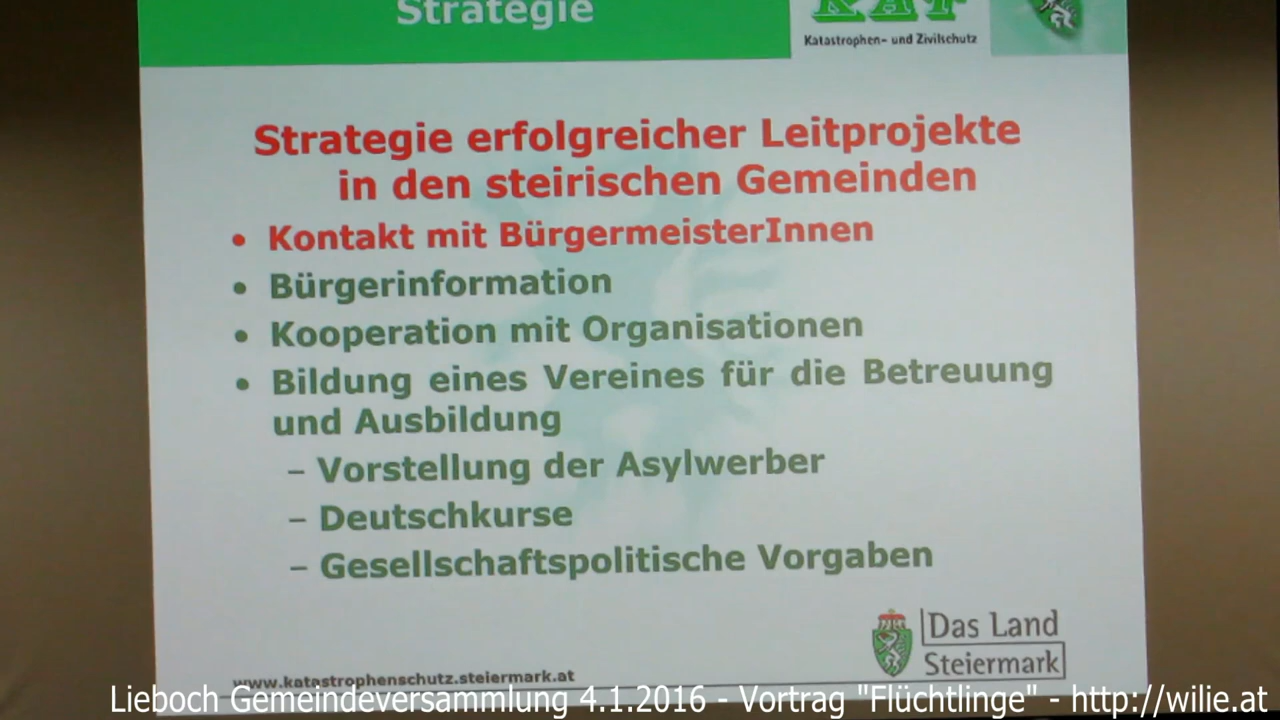 Strategie
KAT
Katastrophen- und Zivilschutz
Strategie erfolgreicher Leitprojekte
in den steirischen Gemeinden
• Kontakt mit BürgermeisterInnen
• Bürgerinformation
• Kooperation mit Organisationen
• Bildung eines Vereines für die Betreuung
und Ausbildung
– Vorstellung der Asylwerber
– Deutschkurse
– Gesellschaftspolitische Vorgaben
Das Land
Steiermark
www.katastrophenschutz.steiermark.at
Lieboch Gemeindeversammlung 4.1.2016 - Vortrag "Flüchtlinge" - http://wilie.at